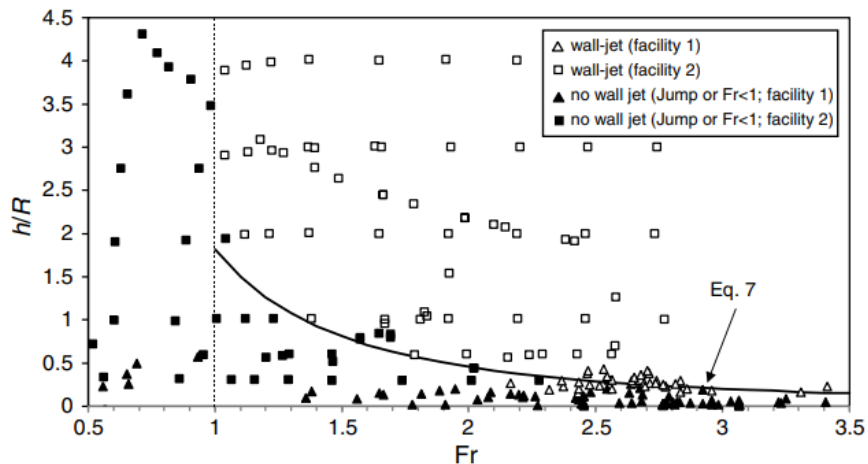 4.5
4
3.5
3
2.5
2
1.5
1
0.5
0
h/R
wall-jet (facility 1)
wall-jet (facility 2)
no wall jet (Jump or Fr<1; facility 1)
no wall jet (Jump or Fr<1; facility 2)
Eq. 7
0.5 1 1.5 2 2.5 3 3.5
Fr